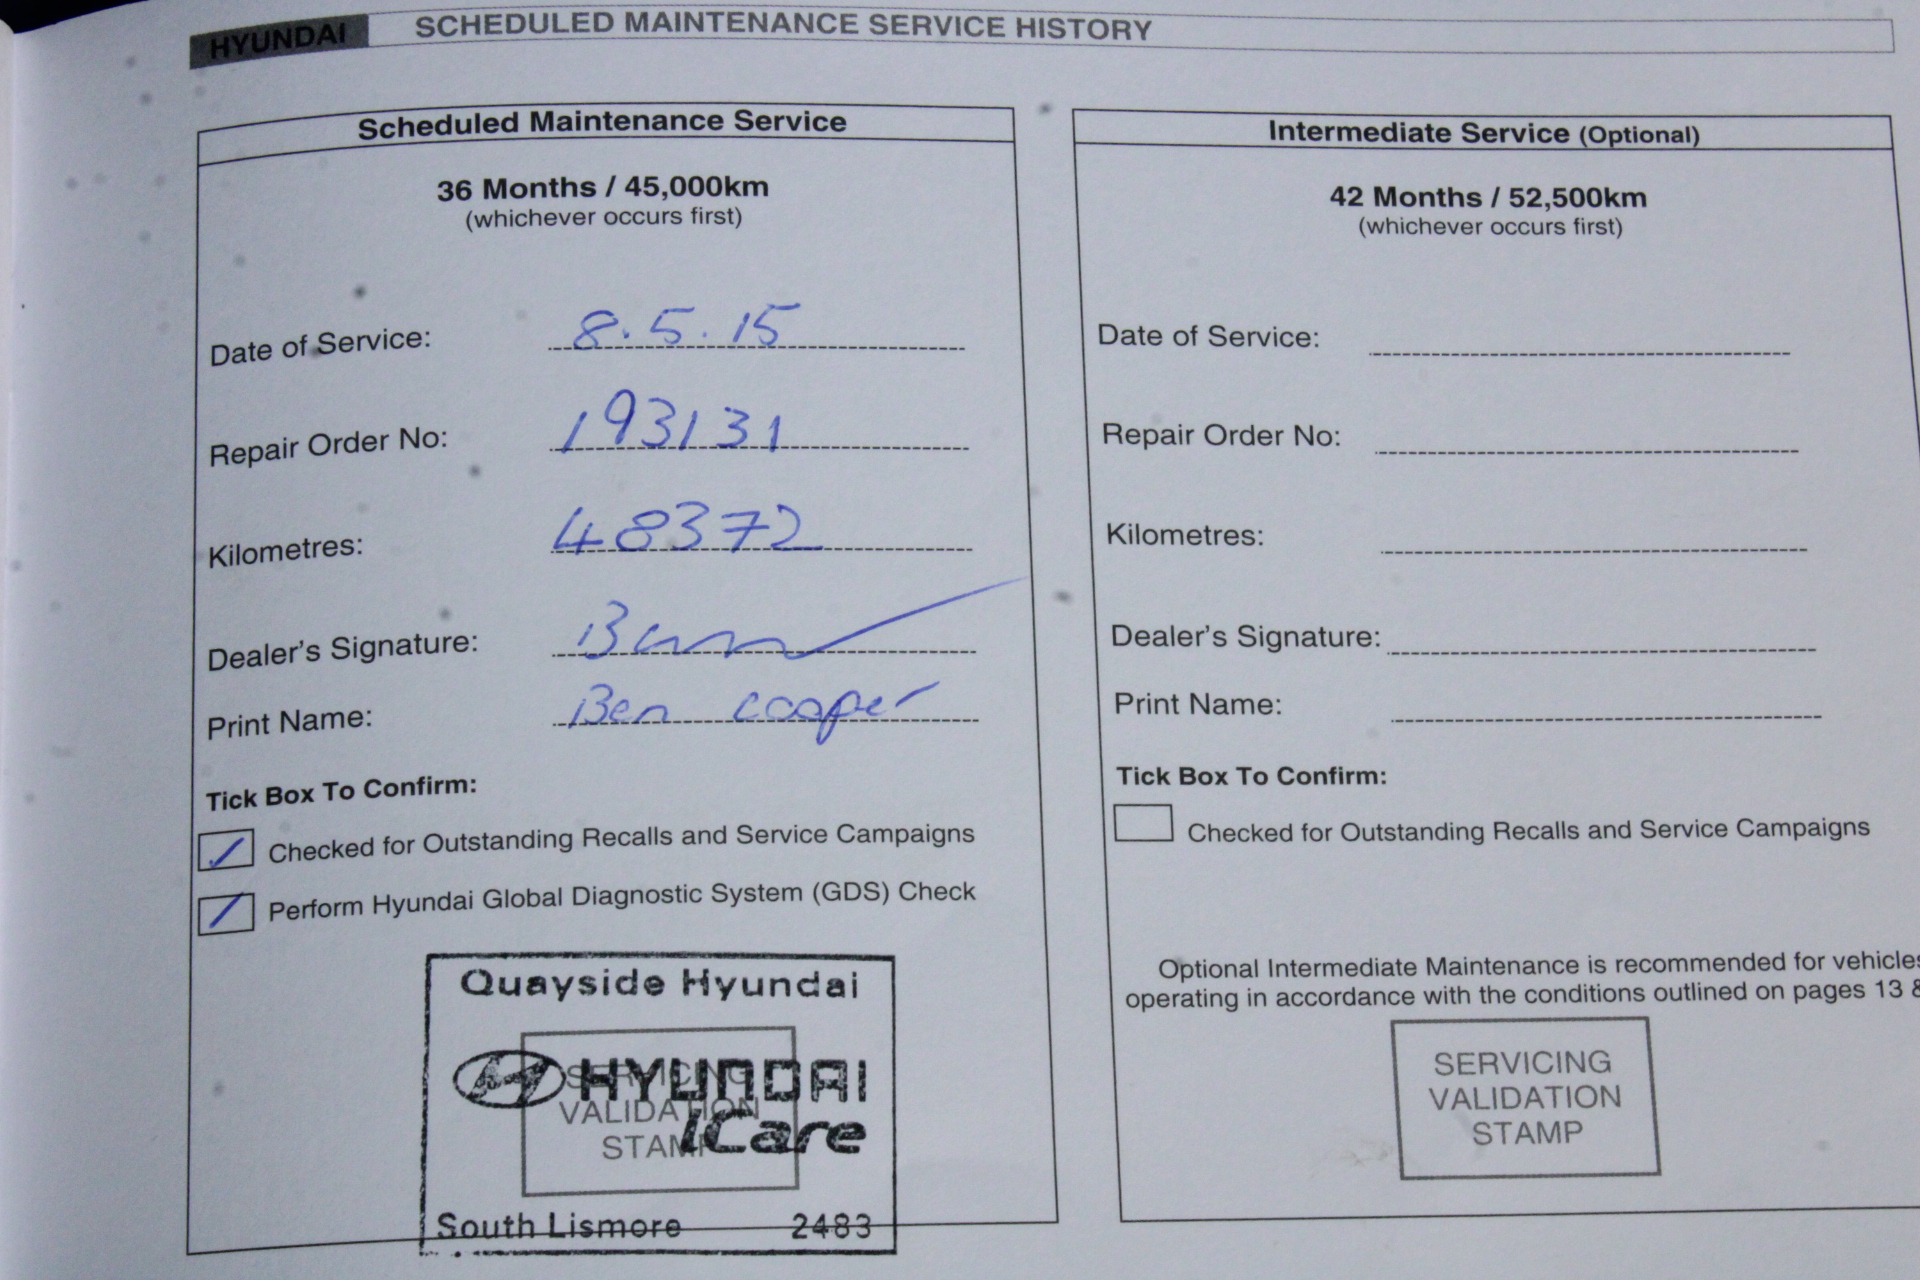 HYUNDAI
SCHEDULED MAINTENANCE SERVICE HISTORY
Scheduled Maintenance Service
36 Months / 45,000km
(whichever occurs first)
Date of Service: 8.5.15
Repair Order No: 193131
Kilometres: 48372
Dealer's Signature:
Print Name: Ben cooper
Tick Box To Confirm:
Checked for Outstanding Recalls and Service Campaigns
Perform Hyundai Global Diagnostic System (GDS) Check
Quayside Hyundai
SERVICING
VALIDATION
STAMP
HYUNDAI
iCare
South Lismore 2483
Intermediate Service (Optional)
42 Months / 52,500km
(whichever occurs first)
Date of Service:
Repair Order No:
Kilometres:
Dealer's Signature:
Print Name:
Tick Box To Confirm:
Checked for Outstanding Recalls and Service Campaigns
Optional Intermediate Maintenance is recommended for vehicles
operating in accordance with the conditions outlined on pages 13 &
SERVICING
VALIDATION
STAMP